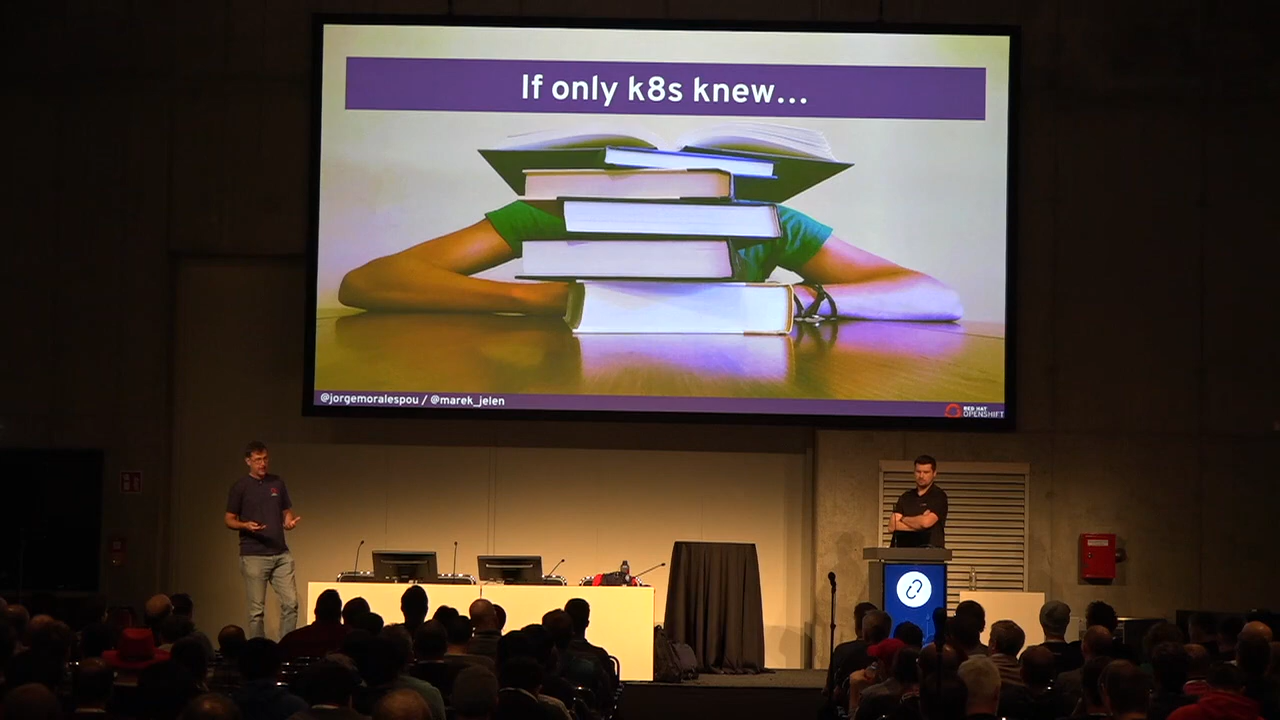 If only k8s knew...
@jorgemoralespou / @marek_jelen
RED HAT
OPENSHIFT